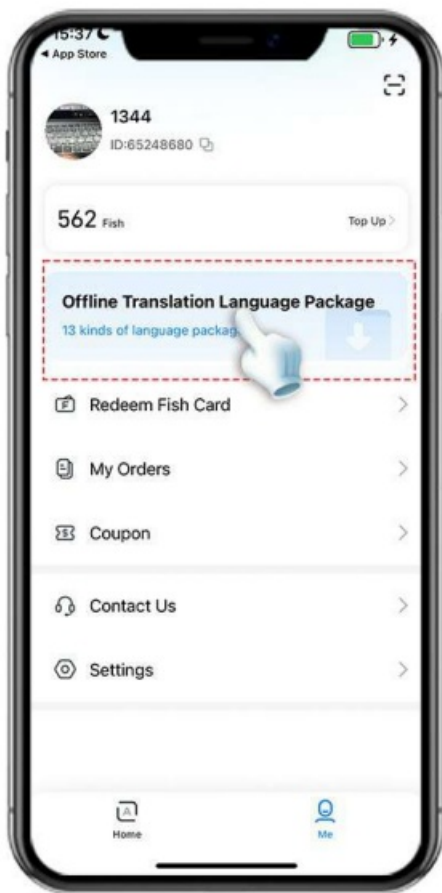 15:37
◀ App Store
1344
ID:65248680
562 Fish
Top Up >
Offline Translation Language Package
13 kinds of language packag
Redeem Fish Card >
My Orders >
Coupon >
Contact Us >
Settings >
A
Home
Me